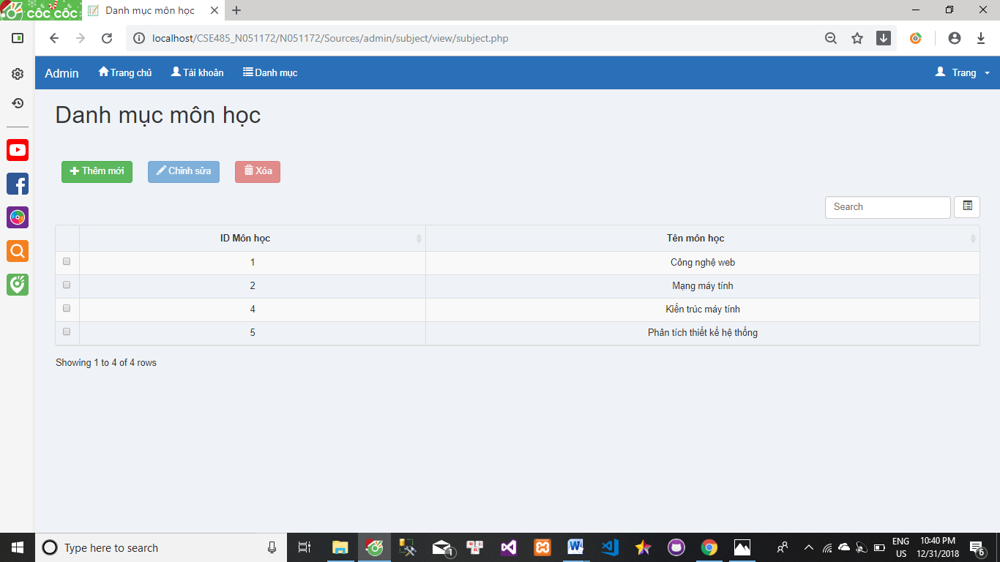 CỐC CỐC Danh mục môn học
localhost/CSE485_N051172/N051172/Sources/admin/subject/view/subject.php
Admin Trang chủ Tài khoản Danh mục Trang
Danh mục môn học
Thêm mới Chỉnh sửa Xóa
Search
ID Môn học Tên môn học
1 Công nghệ web
2 Mạng máy tính
4 Kiến trúc máy tính
5 Phân tích thiết kế hệ thống
Showing 1 to 4 of 4 rows
Type here to search 1 ENG 10:40 PM 6
US 12/31/2018